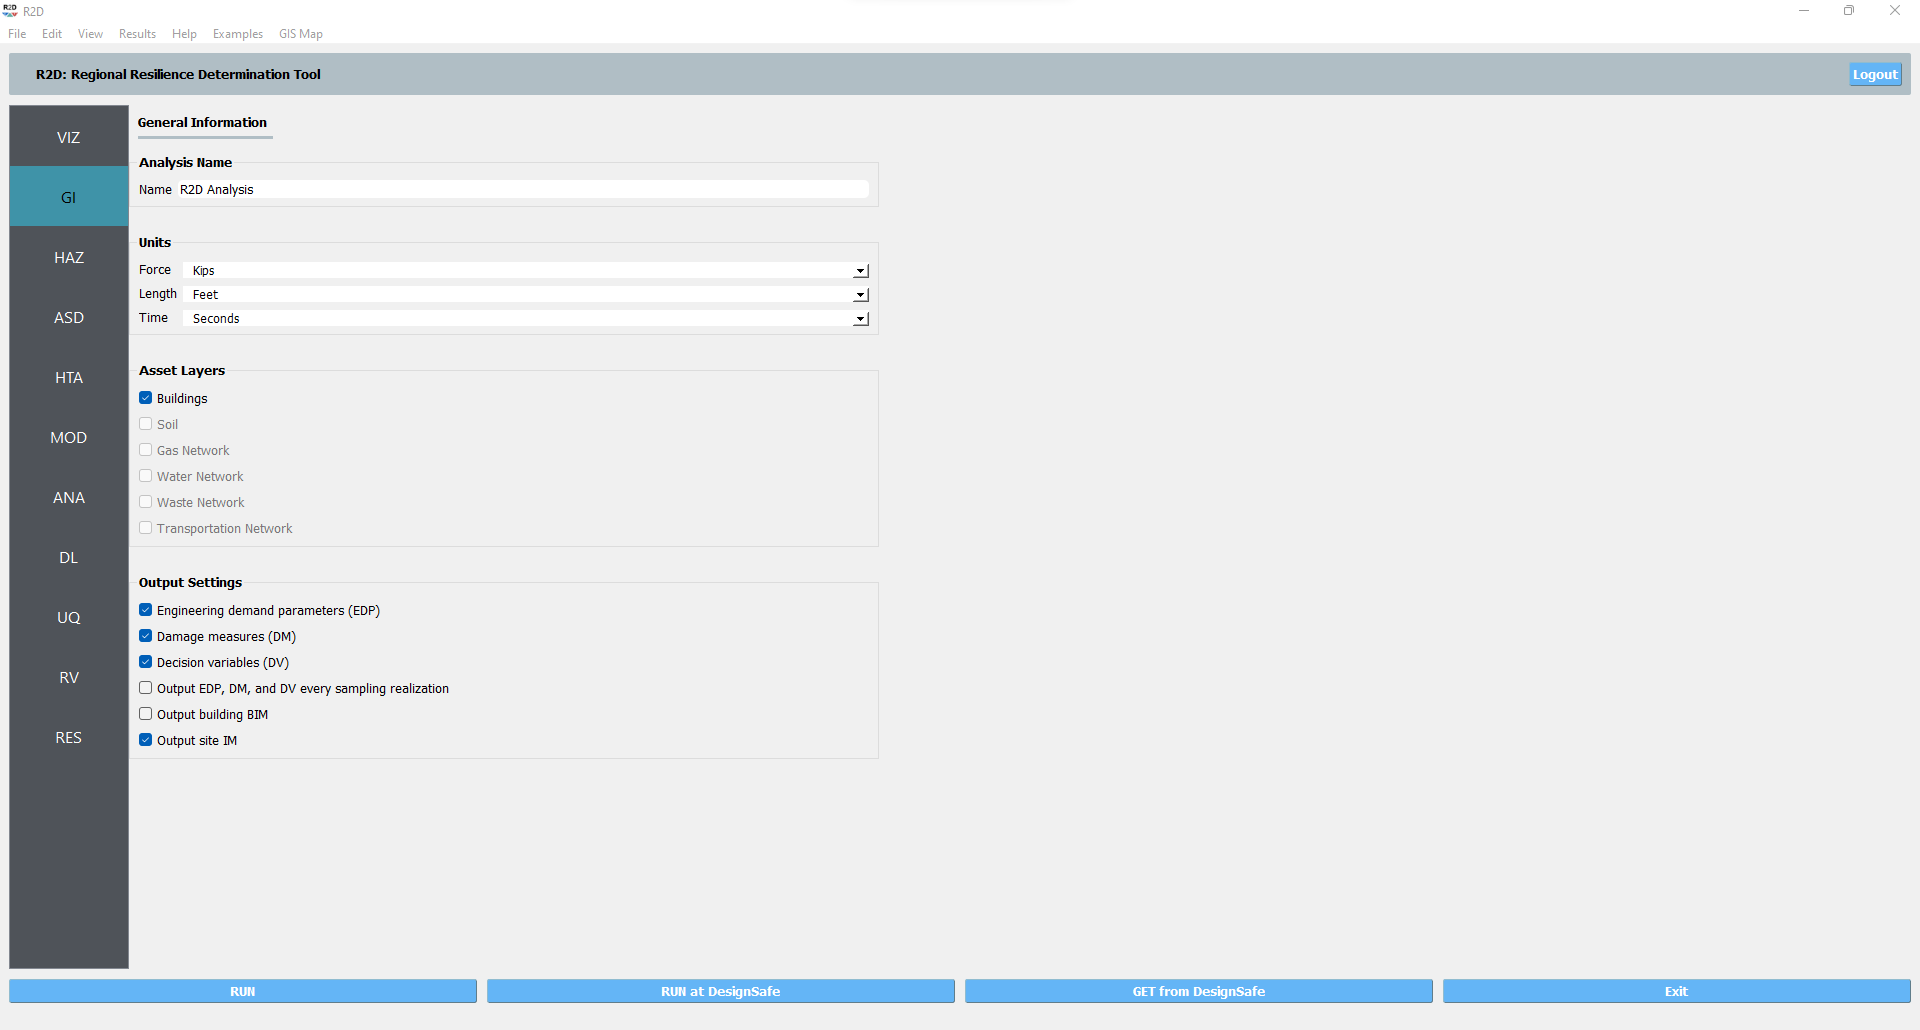 R2D R2D
File Edit View Results Help Examples GIS Map
R2D: Regional Resilience Determination Tool
Logout
VIZ
GI
HAZ
ASD
HTA
MOD
ANA
DL
UQ
RV
RES
General Information
Analysis Name
Name R2D Analysis
Units
Force Kips
Length Feet
Time Seconds
Asset Layers
Buildings
Soil
Gas Network
Water Network
Waste Network
Transportation Network
Output Settings
Engineering demand parameters (EDP)
Damage measures (DM)
Decision variables (DV)
Output EDP, DM, and DV every sampling realization
Output building BIM
Output site IM
RUN
RUN at DesignSafe
GET from DesignSafe
Exit